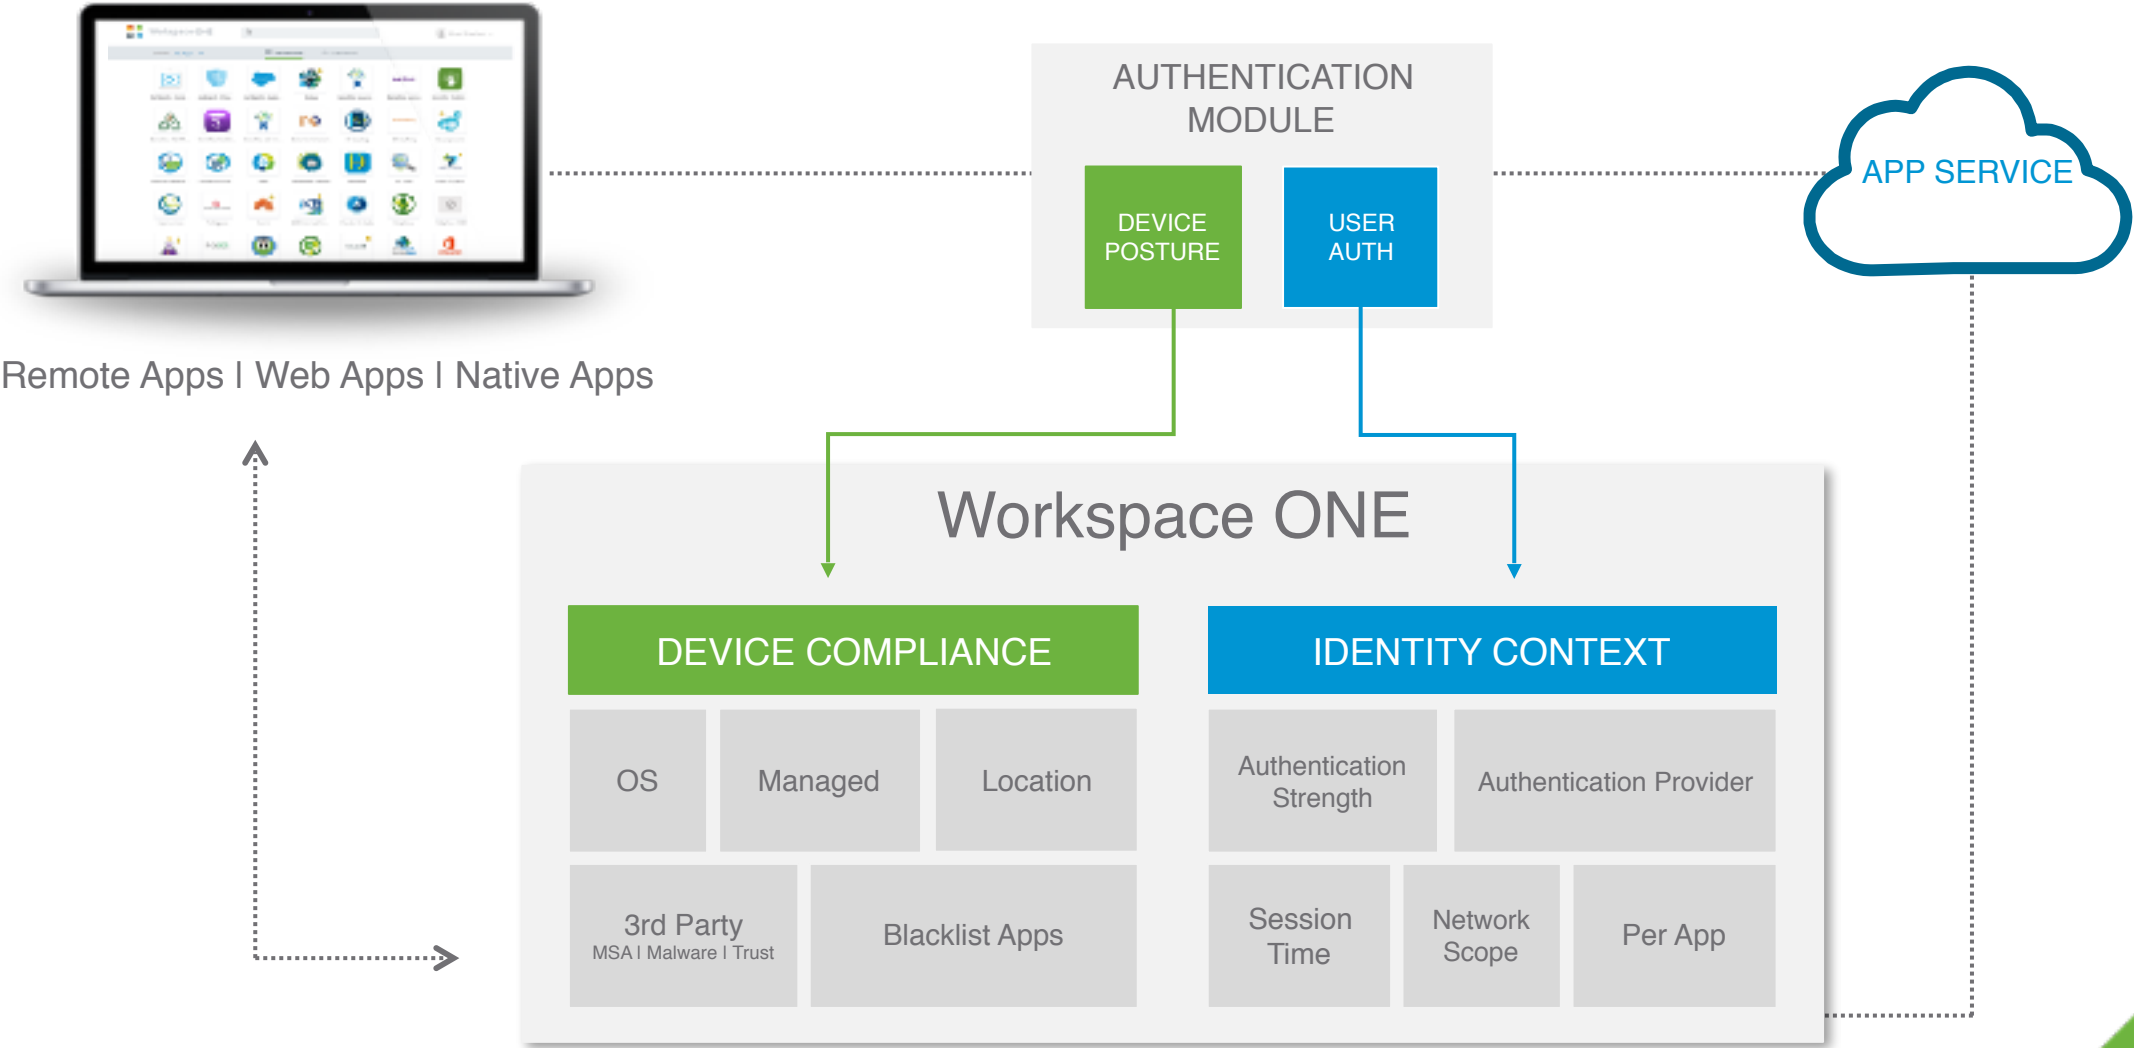 Workspace ONE
AUTHENTICATION
MODULE
DEVICE
POSTURE
USER
AUTH
APP SERVICE
Remote Apps | Web Apps | Native Apps
Workspace ONE
DEVICE COMPLIANCE
IDENTITY CONTEXT
OS
Managed
Location
Authentication
Strength
Authentication Provider
3rd Party
MSA | Malware | Trust
Blacklist Apps
Session
Time
Network
Scope
Per App